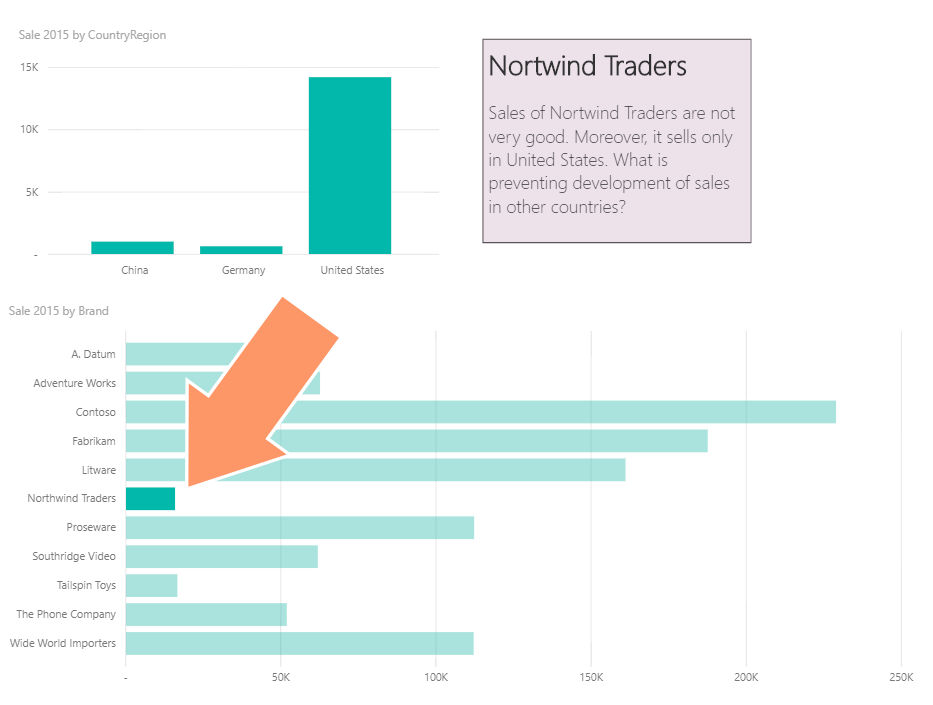 Sale 2015 by CountryRegion
15K
10K
5K
-
China Germany United States
Nortwind Traders
Sales of Nortwind Traders are not
very good. Moreover, it sells only
in United States. What is
preventing development of sales
in other countries?
Sale 2015 by Brand
A. Datum
Adventure Works
Contoso
Fabrikam
Litware
Northwind Traders
Proseware
Southridge Video
Tailspin Toys
The Phone Company
Wide World Importers
- 50K 100K 150K 200K 250K